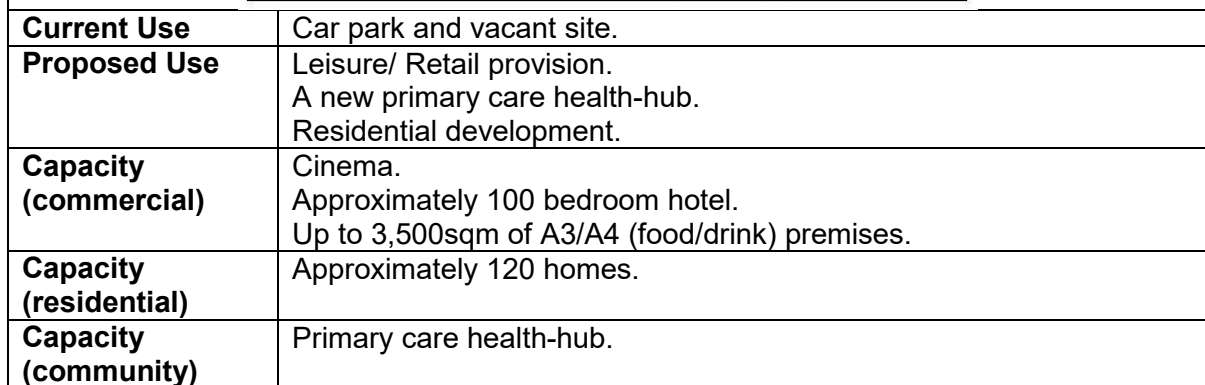 Current Use Car park and vacant site.
Proposed Use Leisure/ Retail provision.
A new primary care health-hub.
Residential development.
Capacity (commercial) Cinema.
Approximately 100 bedroom hotel.
Up to 3,500sqm of A3/A4 (food/drink) premises.
Capacity (residential) Approximately 120 homes.
Capacity (community) Primary care health-hub.